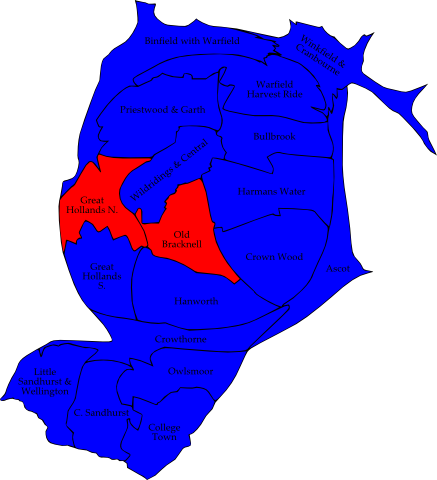 Binfield with Warfield
Winkfield &
Cranbourne
Warfield
Harvest Ride
Priestwood & Garth
Bullbrook
Wildridings & Central
Harmans Water
Great
Hollands N.
Old
Bracknell
Crown Wood
Ascot
Great
Hollands
S.
Hanworth
Crowthorne
Little
Sandhurst &
Wellington
Owlsmoor
C. Sandhurst
College
Town